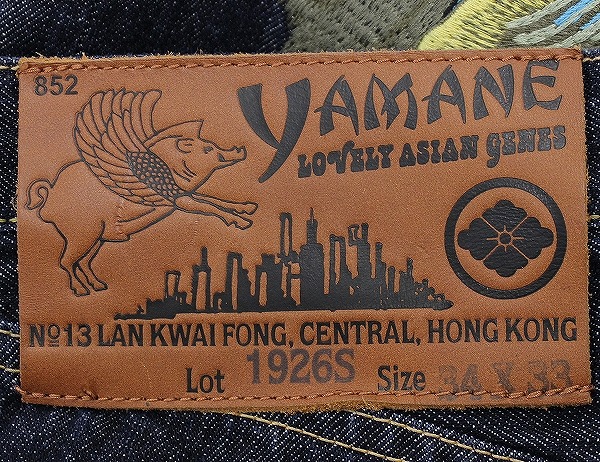 852
YAMANE
LOVELY ASIAN GENES
No13 LAN KWAI FONG, CENTRAL, HONG KONG
Lot 1926S Size 34 X 33